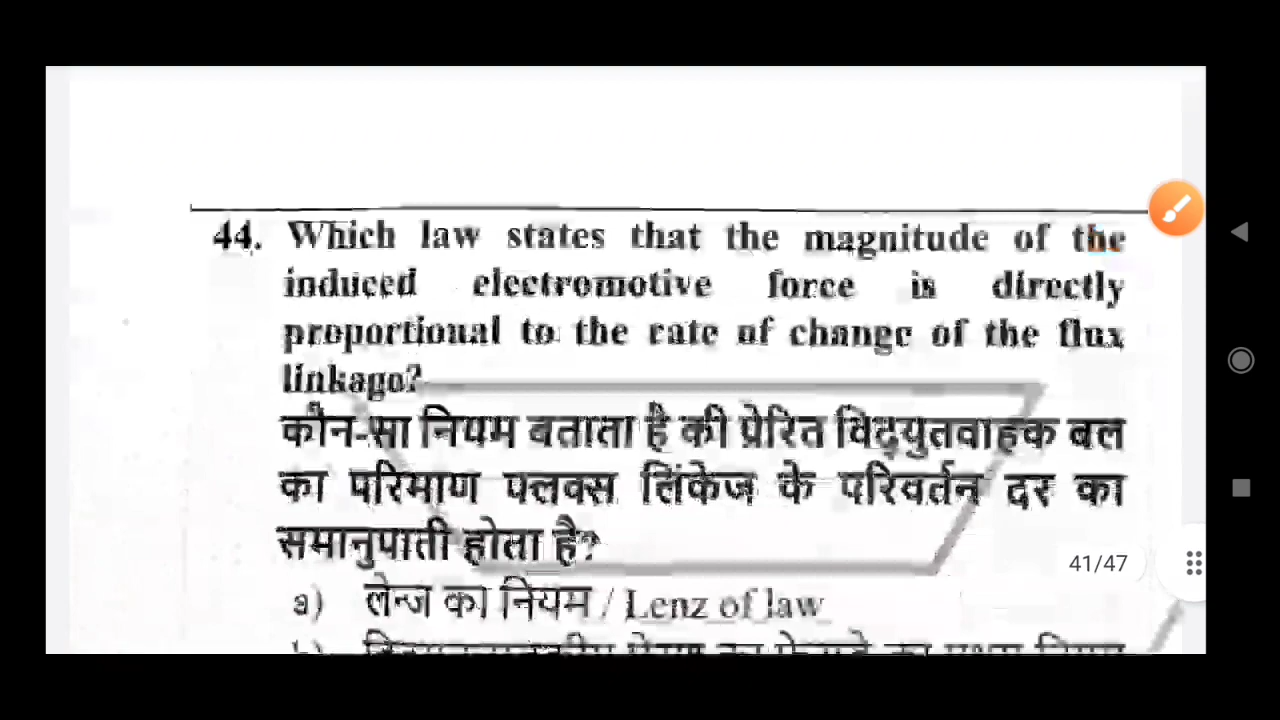 44. Which law states that the magnitude of the
induced electromotive force is directly
proportional to the rate of change of the flux
linkage?
कौन-सा नियम बताता है की प्रेरित विद्युतवाहक बल
का परिमाण फ्लक्स लिंकेज के परिवर्तन दर का
समानुपाती होता है?
41/47
a) लेन्ज का नियम / Lenz of law